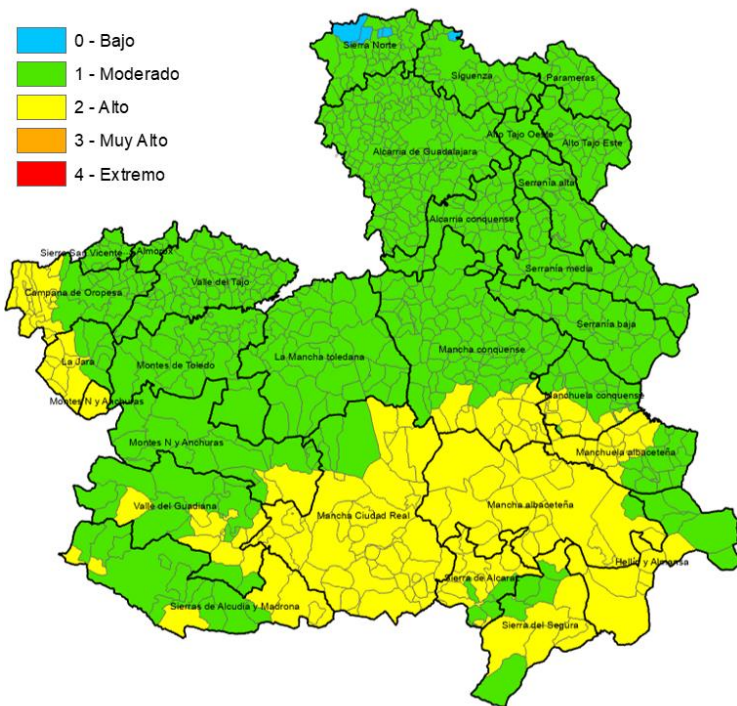 0 - Bajo
1 - Moderado
2 - Alto
3 - Muy Alto
4 - Extremo
Sierra Norte
Sigüenza
Parameras
Alto Tajo Oeste
Alto Tajo Este
Alcarria de Guadalajara
Serranía alta
Alcarria conquense
Sierra San Vicente
Almorox
Serranía media
Campana de Oropesa
Valle del Tajo
Serranía baja
La Jara
Montes de Toledo
La Mancha toledana
Mancha conquense
Montes N y Anchuras
Manchuela conquense
Montes N y Anchuras
Manchuela albaceteña
Valle del Guadiana
Mancha Ciudad Real
Mancha albaceteña
Hellín y Almansa
Sierra de Alcaraz
Sierras de Alcudia y Madrona
Sierra del Segura